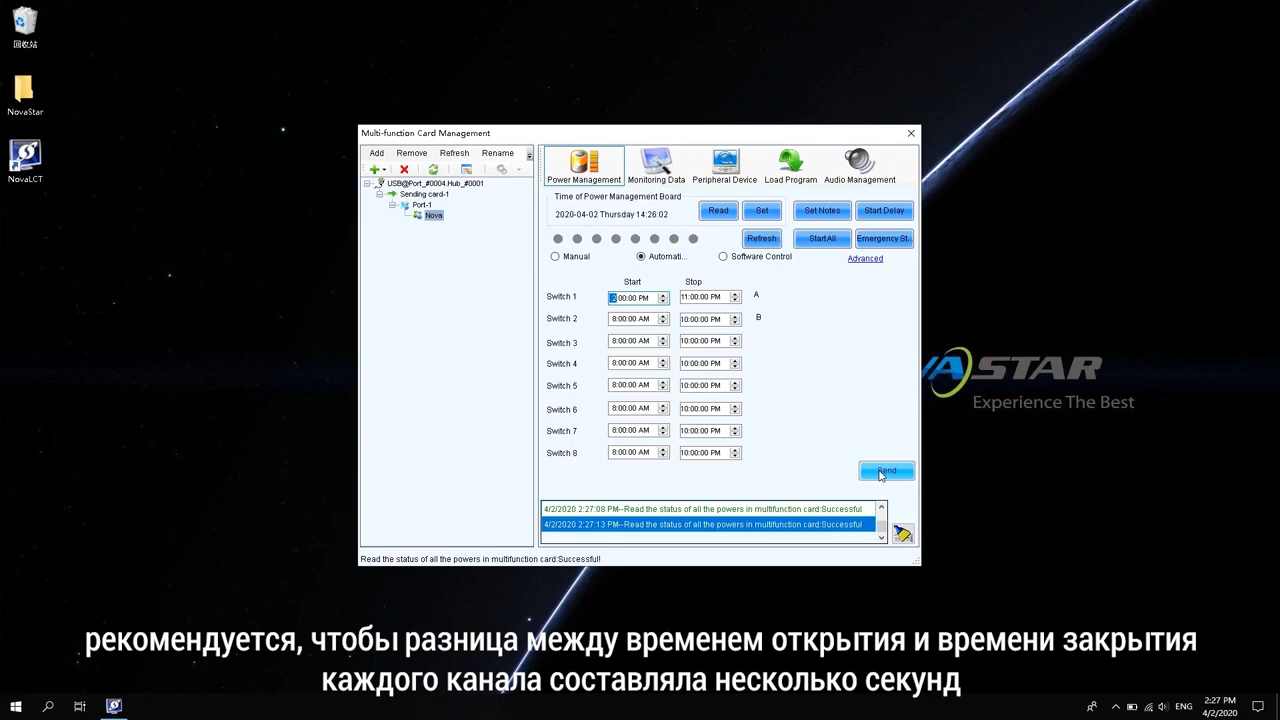 回收站
NovaStar
NovaLCT
Multi-function Card Management
Add Remove Refresh Rename
USB@Port_#0004.Hub_#0001
Sending card-1
Port-1
Nova
Power Management Monitoring Data Peripheral Device Load Program Audio Management
Time of Power Management Board
2020-04-02 Thursday 14:26:02 Read Set Set Notes Start Delay
Refresh Start All Emergency St...
Manual Automati... Software Control Advanced
Start Stop
Switch 1 :00:00 PM 11:00:00 PM A
Switch 2 8:00:00 AM 10:00:00 PM B
Switch 3 8:00:00 AM 10:00:00 PM
Switch 4 8:00:00 AM 10:00:00 PM
Switch 5 8:00:00 AM 10:00:00 PM
Switch 6 8:00:00 AM 10:00:00 PM
Switch 7 8:00:00 AM 10:00:00 PM
Switch 8 8:00:00 AM 10:00:00 PM
Send
4/2/2020 2:27:08 PM--Read the status of all the powers in multifunction card:Successful
4/2/2020 2:27:13 PM--Read the status of all the powers in multifunction card:Successful
Read the status of all the powers in multifunction card:Successful!
VASTAR
Experience The Best
рекомендуется, чтобы разница между временем открытия и времени закрытия
каждого канала составляла несколько секунд
ENG
2:27 PM
4/2/2020